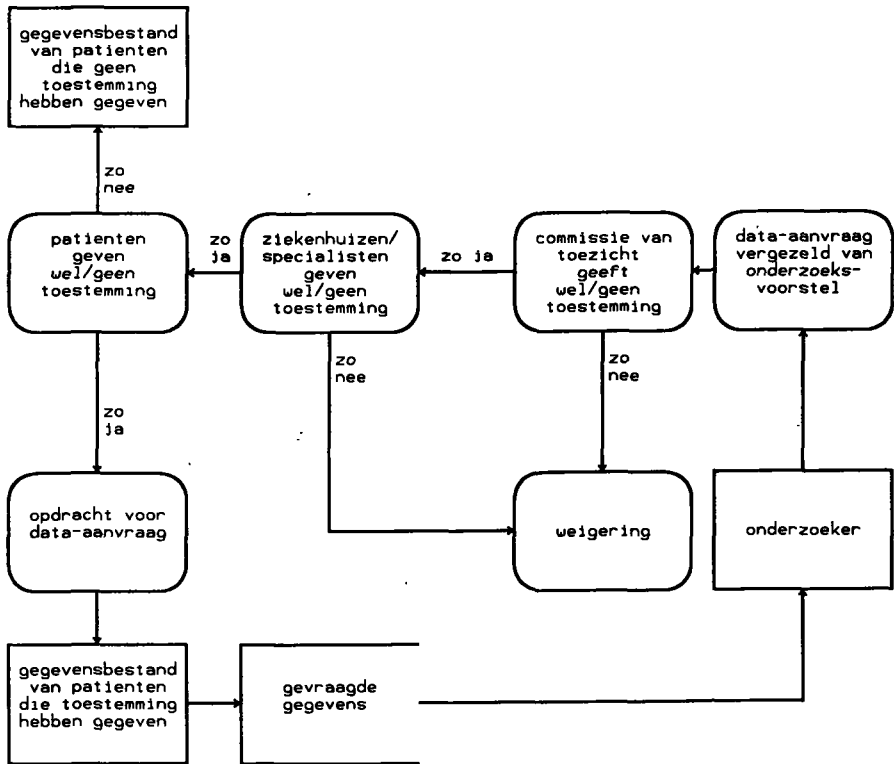 gegevensbestand
van patienten
die geen
toestemming
hebben gegeven
zo
nee
patienten
geven
wel/geen
toestemming
zo
ja
ziekenhuizen/
specialisten
geven
wel/geen
toestemming
zo ja
commissie van
toezicht
geeft
wel/geen
toestemming
data-aanvraag
vergezeld van
onderzoeks-
voorstel
zo
ja
zo
nee
zo
nee
opdracht voor
data-aanvraag
weigering
onderzoeker
gegevensbestand
van patienten
die toestemming
hebben gegeven
gevraagde
gegevens